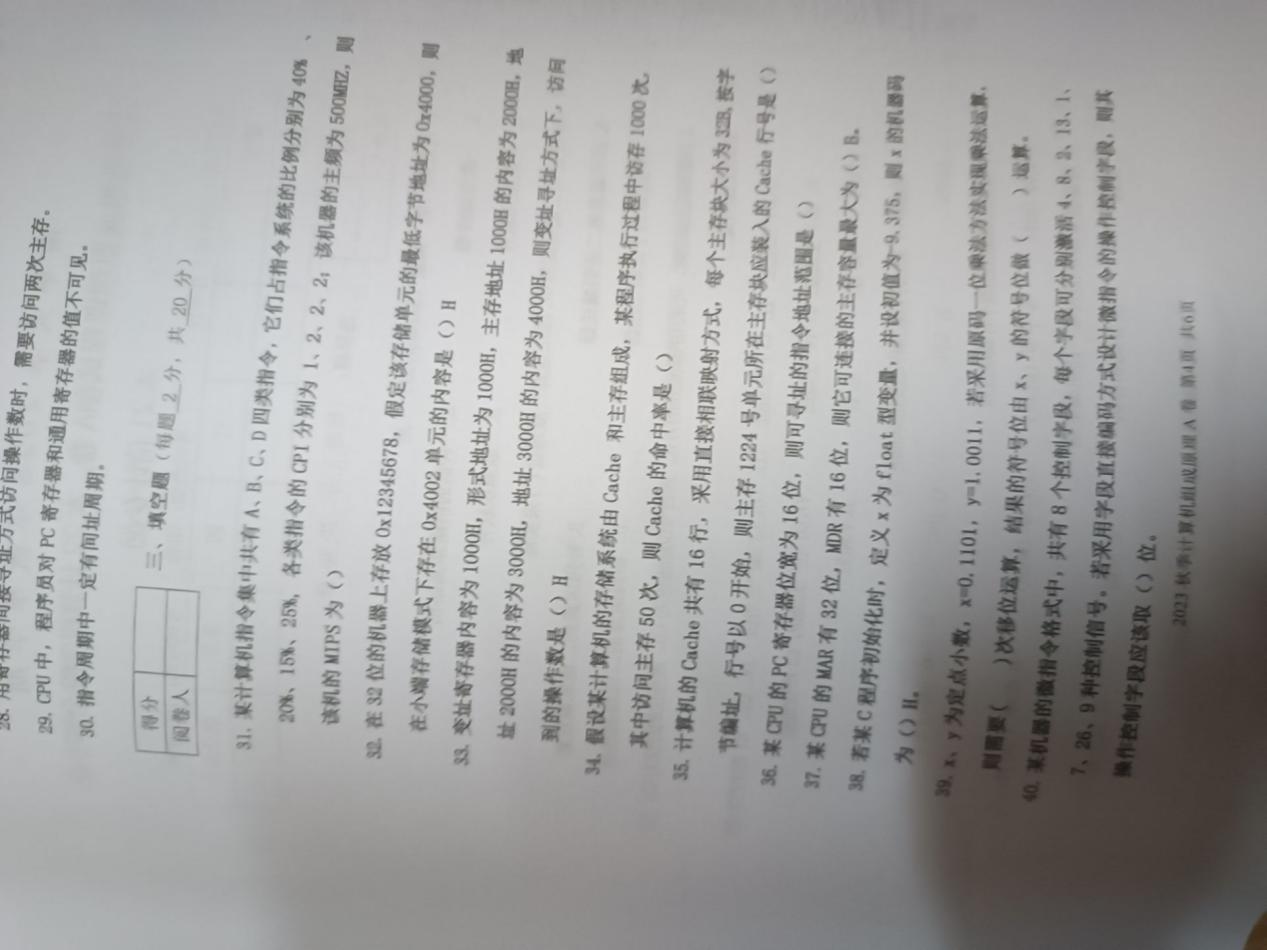 28. 用寄存器间接寻址方式访问操作数时，需要访问两次主存。
29. CPU 中，程序员对 PC 寄存器和通用寄存器的值不可见。
30. 指令周期中一定有间址周期。
得分
阅卷人
三、填空题（每题 2 分，共 20 分）
31. 某计算机指令集中共有 A、B、C、D 四类指令，它们占指令系统的比例分别为 40%、
20%、15%、25%，各类指令的 CPI 分别为 1、2、2、2；该机器的主频为 500MHZ，则
该机的 MIPS 为（）
32. 在 32 位的机器上存放 0x12345678，假定该存储单元的最低字节地址为 0x4000，则
在小端存储模式下存在 0x4002 单元的内容是（）H
33. 变址寄存器内容为 1000H，形式地址为 1000H，主存地址 1000H 的内容为 2000H，地
址 2000H 的内容为 3000H，地址 3000H 的内容为 4000H，则变址寻址方式下，访问
到的操作数是（）H
34. 假设某计算机的存储系统由 Cache 和主存组成，某程序执行过程中访存 1000 次，
其中访问主存 50 次，则 Cache 的命中率是（）
35. 计算机的 Cache 共有 16 行，采用直接相联映射方式，每个主存块大小为 32B，按字
节编址，行号以 0 开始，则主存 1224 号单元所在主存块应装入的 Cache 行号是（）
36. 某 CPU 的 PC 寄存器位宽为 16 位，则可寻址的指令地址范围是（）
37. 某 CPU 的 MAR 有 32 位，MDR 有 16 位，则它可连接的主存容量最大为（）B。
38. 若某 C 程序初始化时，定义 x 为 float 型变量，并设初值为-9.375，则 x 的机器码
为（）H。
39. x、y 为定点小数，x=0.1101，y=1.0011，若采用原码一位乘法方法实现乘法运算，
则需要（ ）次移位运算，结果的符号位由 x、y 的符号位做（ ）运算。
40. 某机器的微指令格式中，共有 8 个控制字段，每个字段可分别激活 4、8、2、13、1、
7、26、9 种控制信号。若采用字段直接编码方式设计微指令的操作控制字段，则其
操作控制字段应该取（）位。
2023 秋季计算机组成原理 A 卷 第4页 共6页